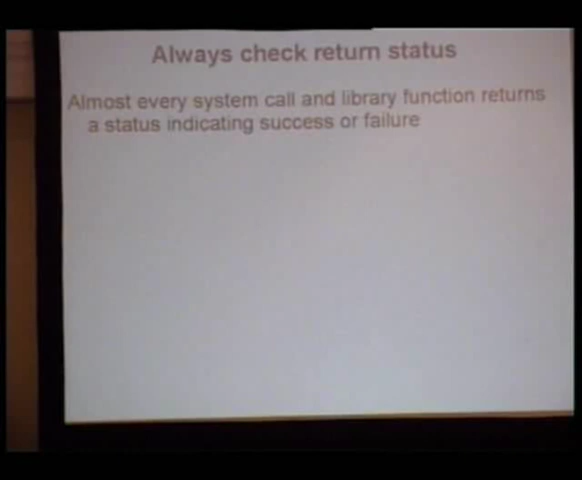 Always check return status
Almost every system call and library function returns
a status indicating success or failure